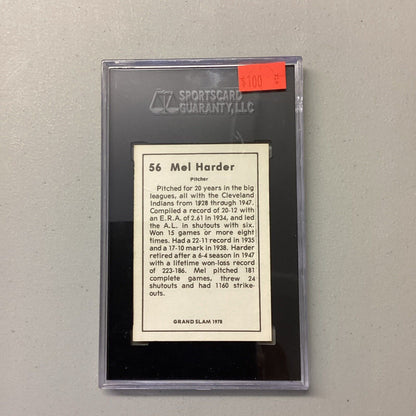 $100
SPORTSCARD
GUARANTY, LLC
56 Mel Harder
Pitcher
Pitched for 20 years in the big
leagues, all with the Cleveland
Indians from 1928 through 1947.
Compiled a record of 20-12 with
an E.R.A. of 2.61 in 1934, and led
the A.L. in shutouts with six.
Won 15 games or more eight
times. Had a 22-11 record in 1935
and a 17-10 mark in 1938. Harder
retired after a 6-4 season in 1947
with a lifetime won-loss record
of 223-186. Mel pitched 181
complete games, threw 24
shutouts and had 1160 strike-
outs.
GRAND SLAM 1978